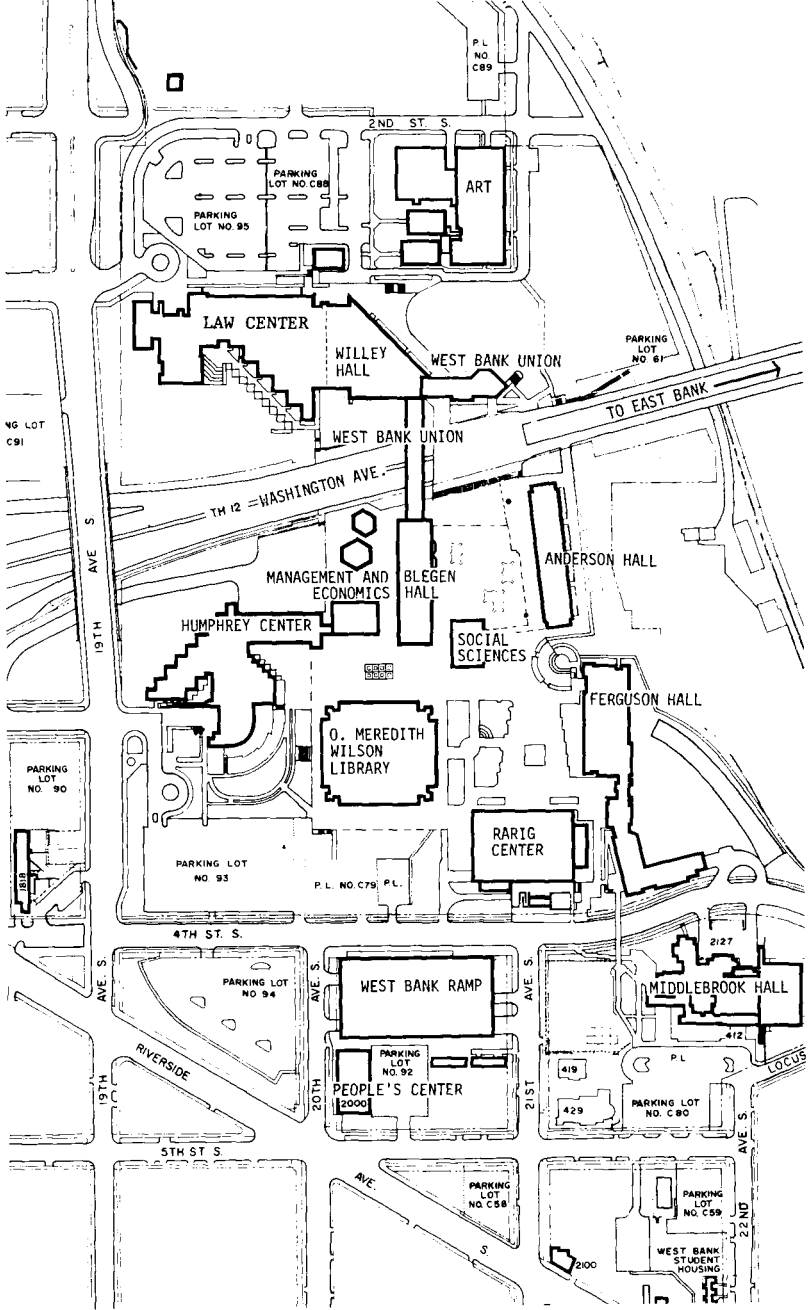 P.L
NO.
C89
2ND ST. S.
PARKING
LOT NO. C88
ART
PARKING
LOT NO. 95
LAW CENTER
WILLEY
HALL
WEST BANK UNION
PARKING
LOT
NO. 61
TO EAST BANK
NG LOT
C91
WEST BANK UNION
TH 12 = WASHINGTON AVE.
19TH AVE S
ANDERSON HALL
MANAGEMENT AND
ECONOMICS
BLEGEN
HALL
HUMPHREY CENTER
SOCIAL
SCIENCES
FERGUSON HALL
O. MEREDITH
WILSON
LIBRARY
PARKING
LOT
NO. 90
RARIG
CENTER
1818
PARKING LOT
NO. 93
P.L. NO.C79
P.L.
4TH ST. S.
2127
PARKING LOT
NO 94
WEST BANK RAMP
MIDDLEBROOK HALL
412
19TH AVE. S.
RIVERSIDE
20TH AVE. S.
PARKING
LOT
NO. 92
PEOPLE'S CENTER
2000
21ST AVE. S.
419
429
P.L
LOCUS
PARKING LOT
NO. C80
5TH ST S.
AVE.
S.
PARKING
LOT
NO. C58
22ND AVE. S.
PARKING
LOT
NO. C59
WEST BANK
STUDENT
HOUSING
2100